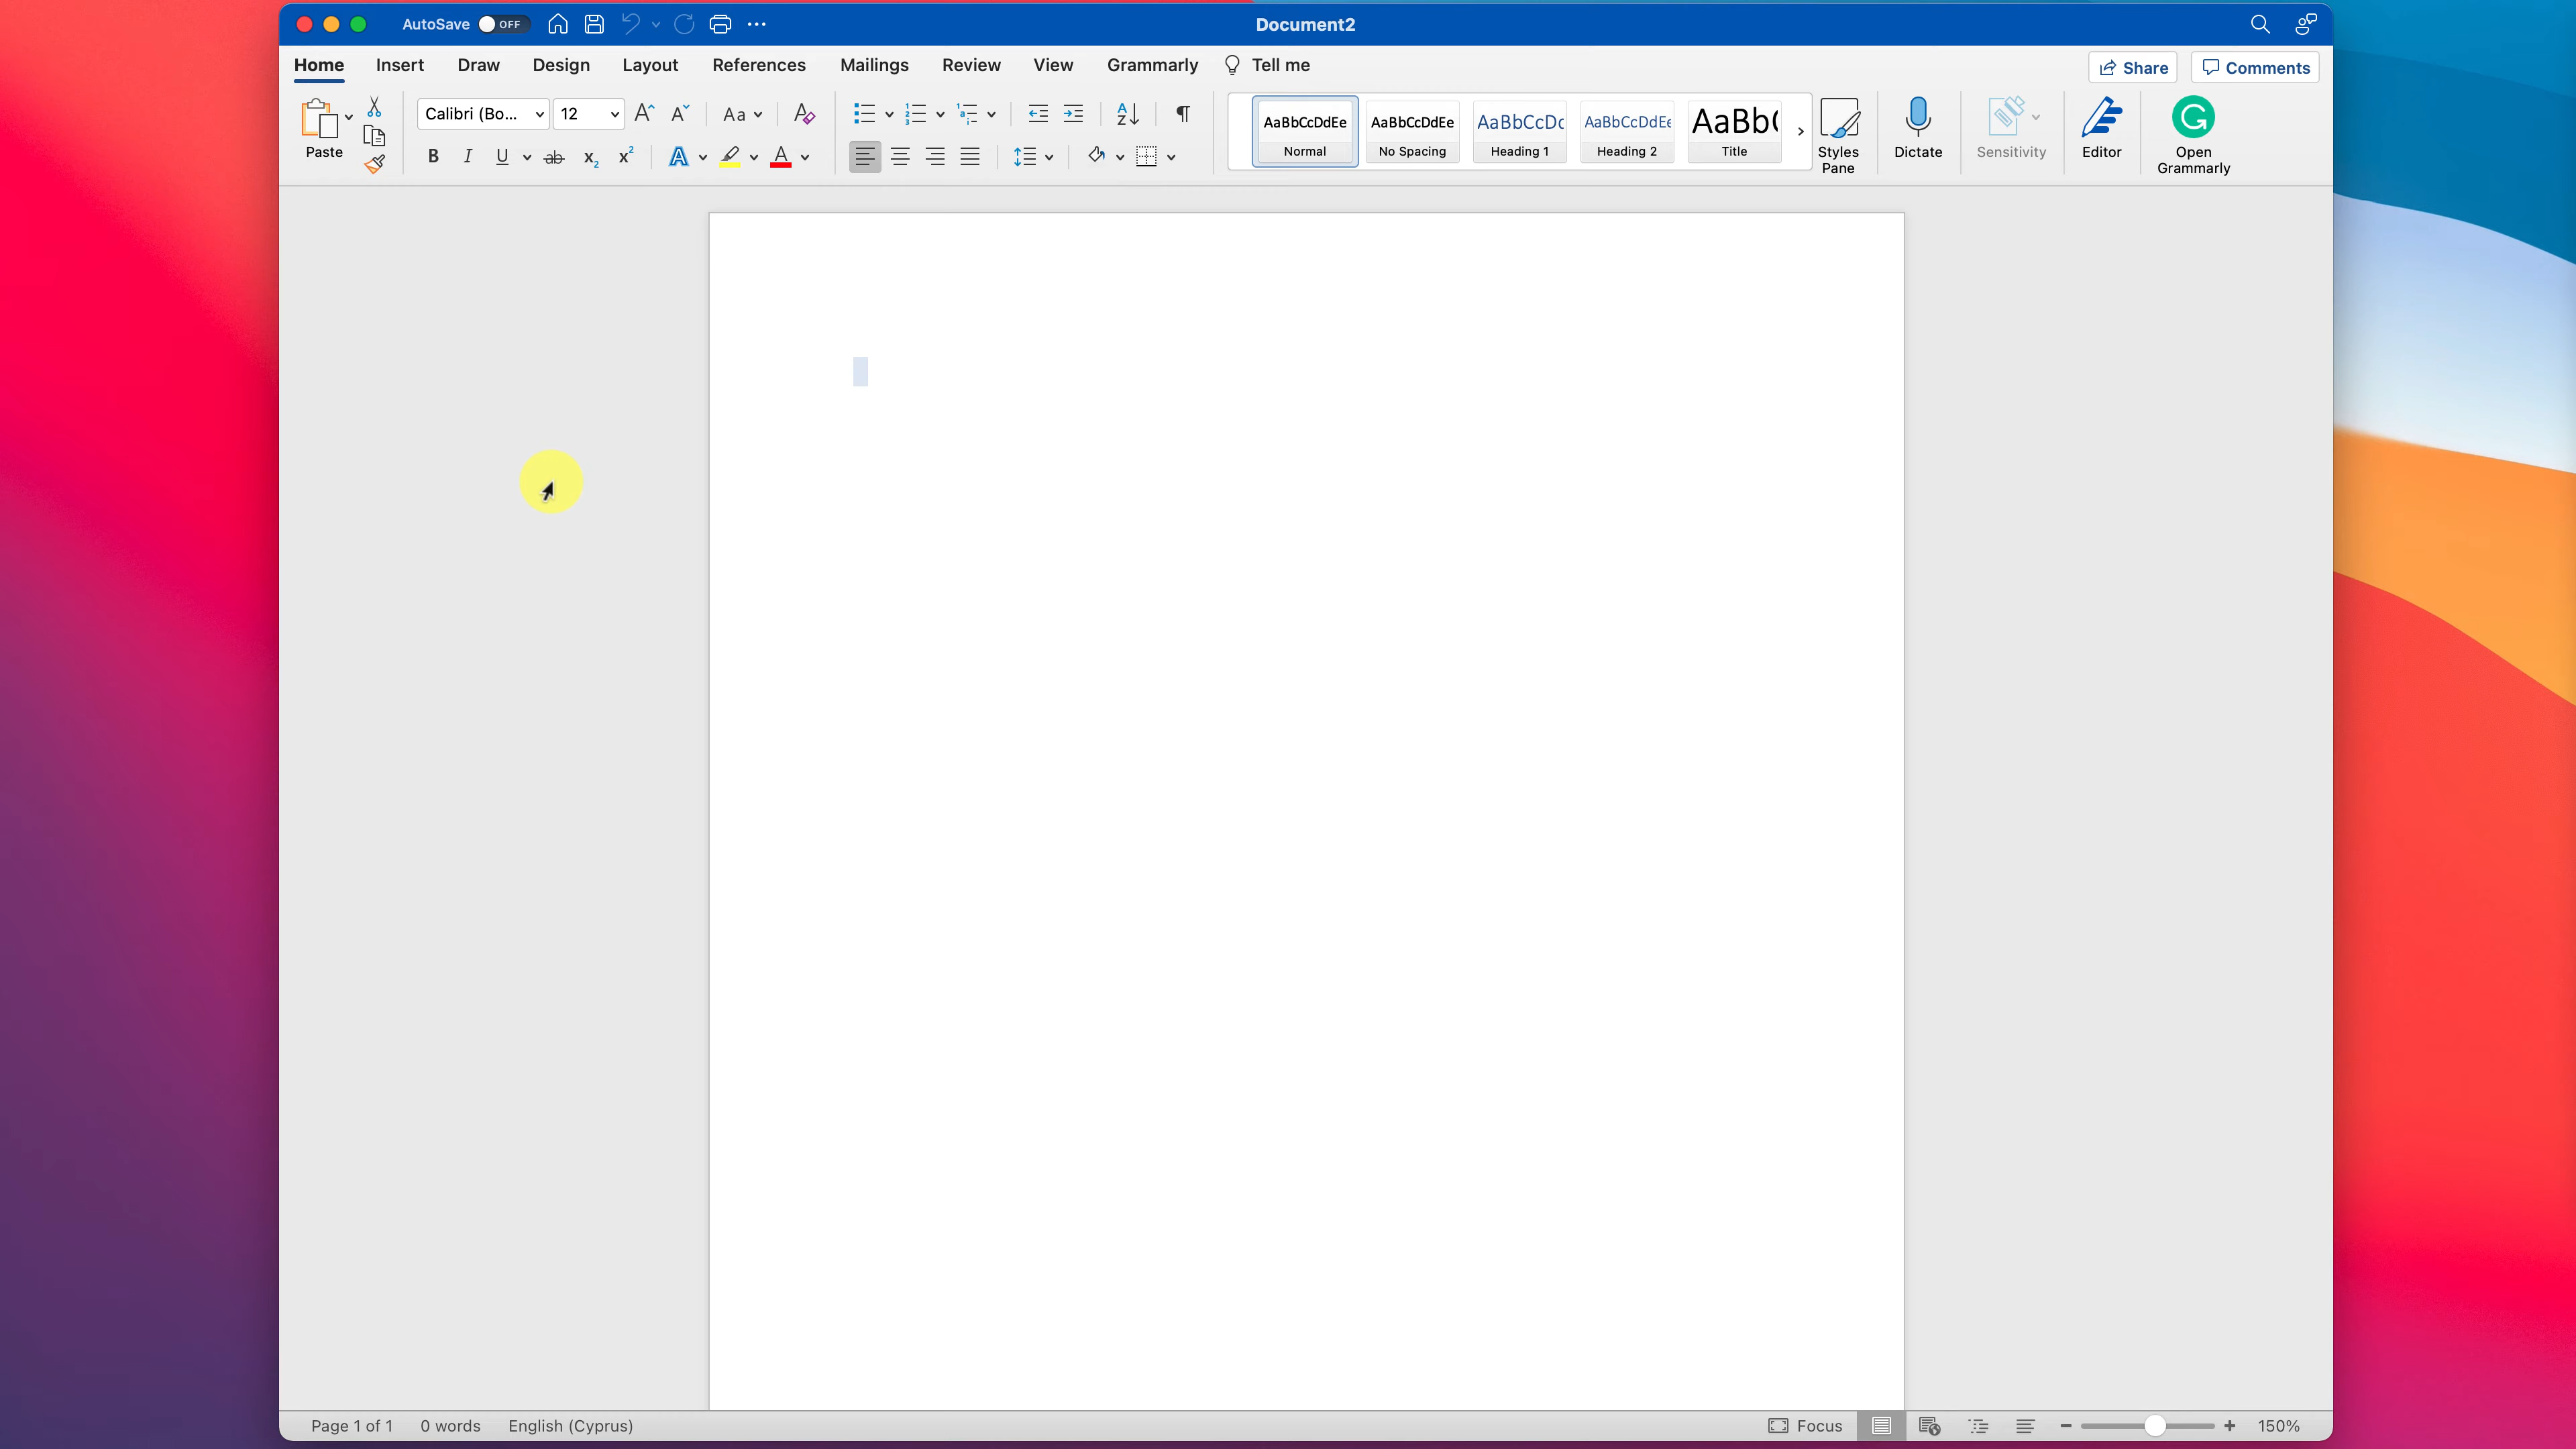 AutoSave OFF Document2
Home Insert Draw Design Layout References Mailings Review View Grammarly Tell me Share Comments
Paste Calibri (Bo... 12 Aa
AaBbCcDdEe AaBbCcDdEe AaBbCcDc AaBbCcDdEe AaBb(
Normal No Spacing Heading 1 Heading 2 Title
Styles Pane Dictate Sensitivity Editor Open Grammarly
Page 1 of 1 0 words English (Cyprus) Focus 150%